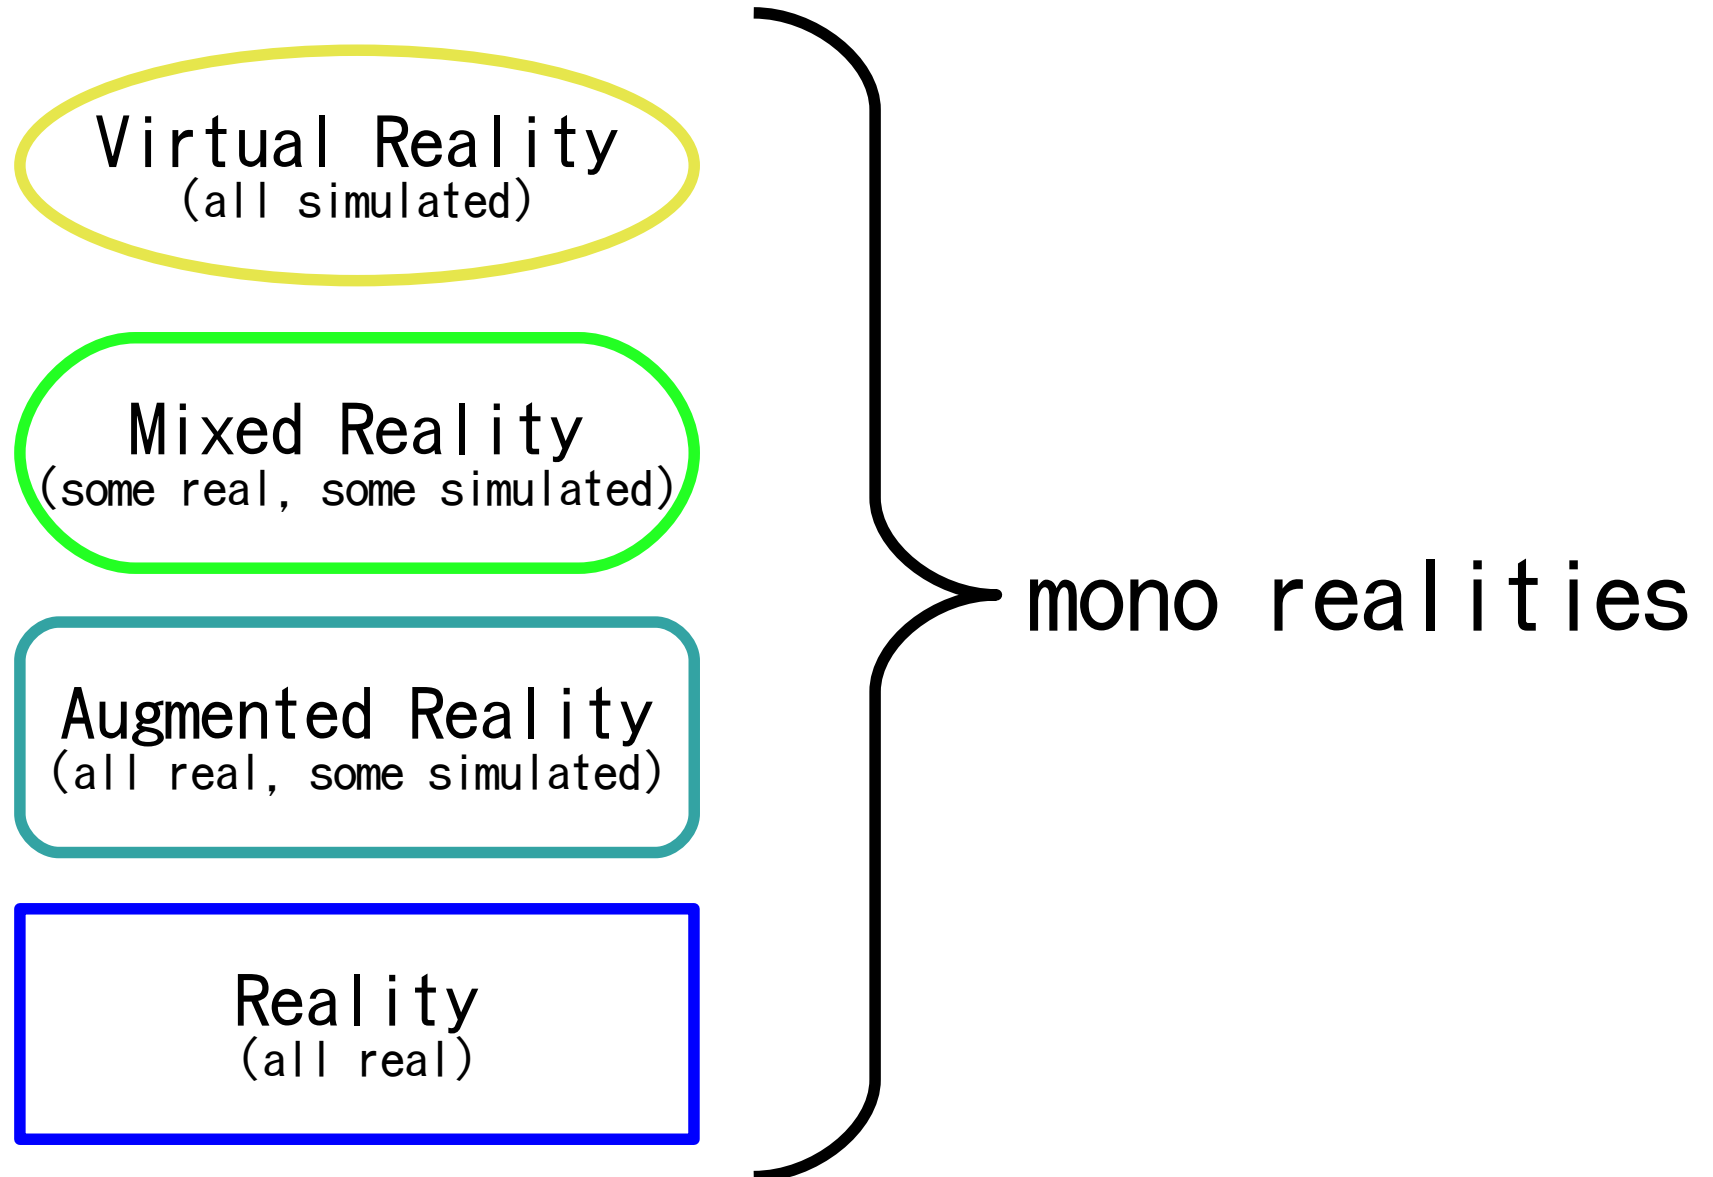 Virtual Reality
(all simulated)
Mixed Reality
(some real, some simulated)
Augmented Reality
(all real, some simulated)
Reality
(all real)
mono realities